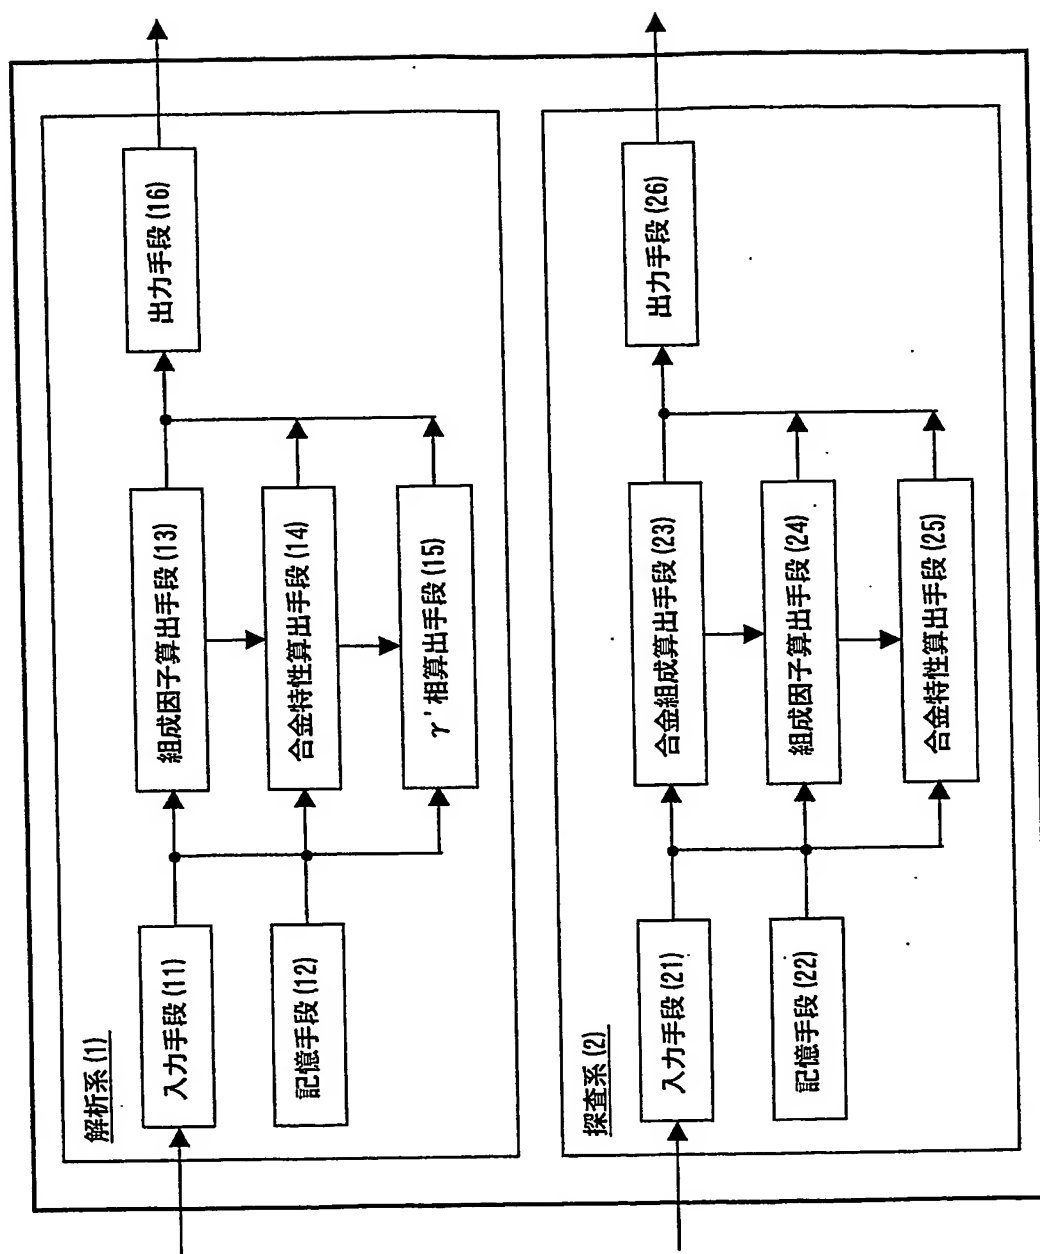 解析系(1)
入力手段(11)
記憶手段(12)
組成因子算出手段(13)
合金特性算出手段(14)
γ'相算出手段(15)
出力手段(16)
探査系(2)
入力手段(21)
記憶手段(22)
合金組成算出手段(23)
組成因子算出手段(24)
合金特性算出手段(25)
出力手段(26)